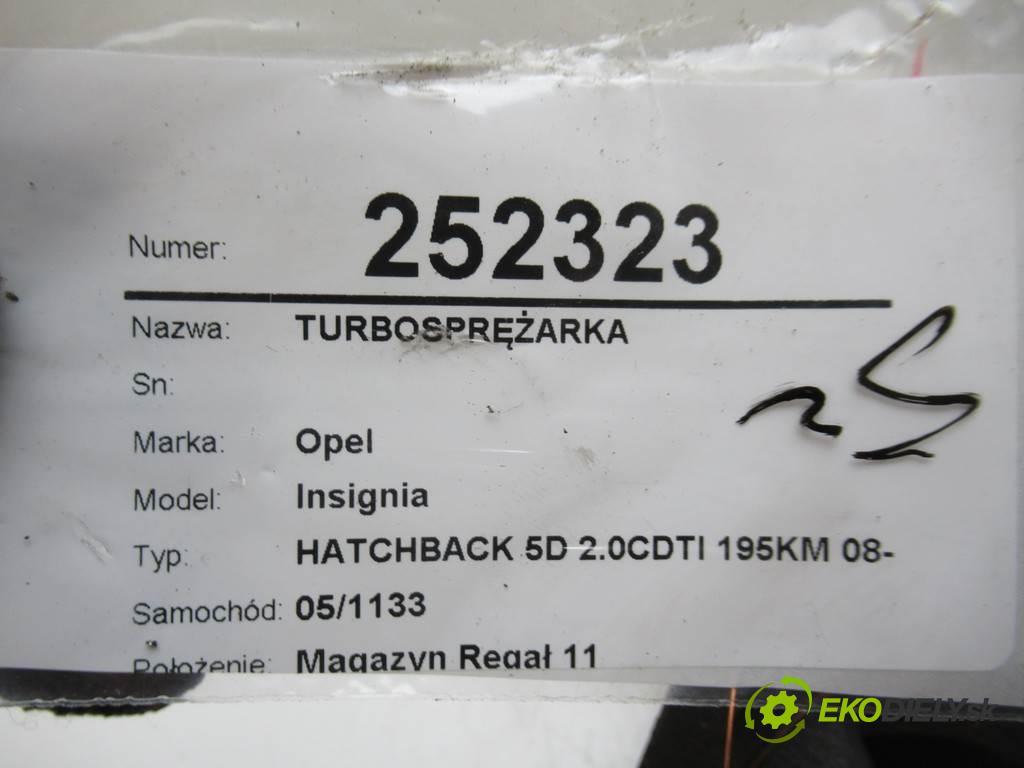 Numer: 252323
Nazwa: TURBOSPRĘŻARKA
Sn:
Marka: Opel
Model: Insignia
Typ: HATCHBACK 5D 2.0CDTI 195KM 08-
Samochód: 05/1133
Położenie: Magazyn Regał 11
EKODIELY.sk